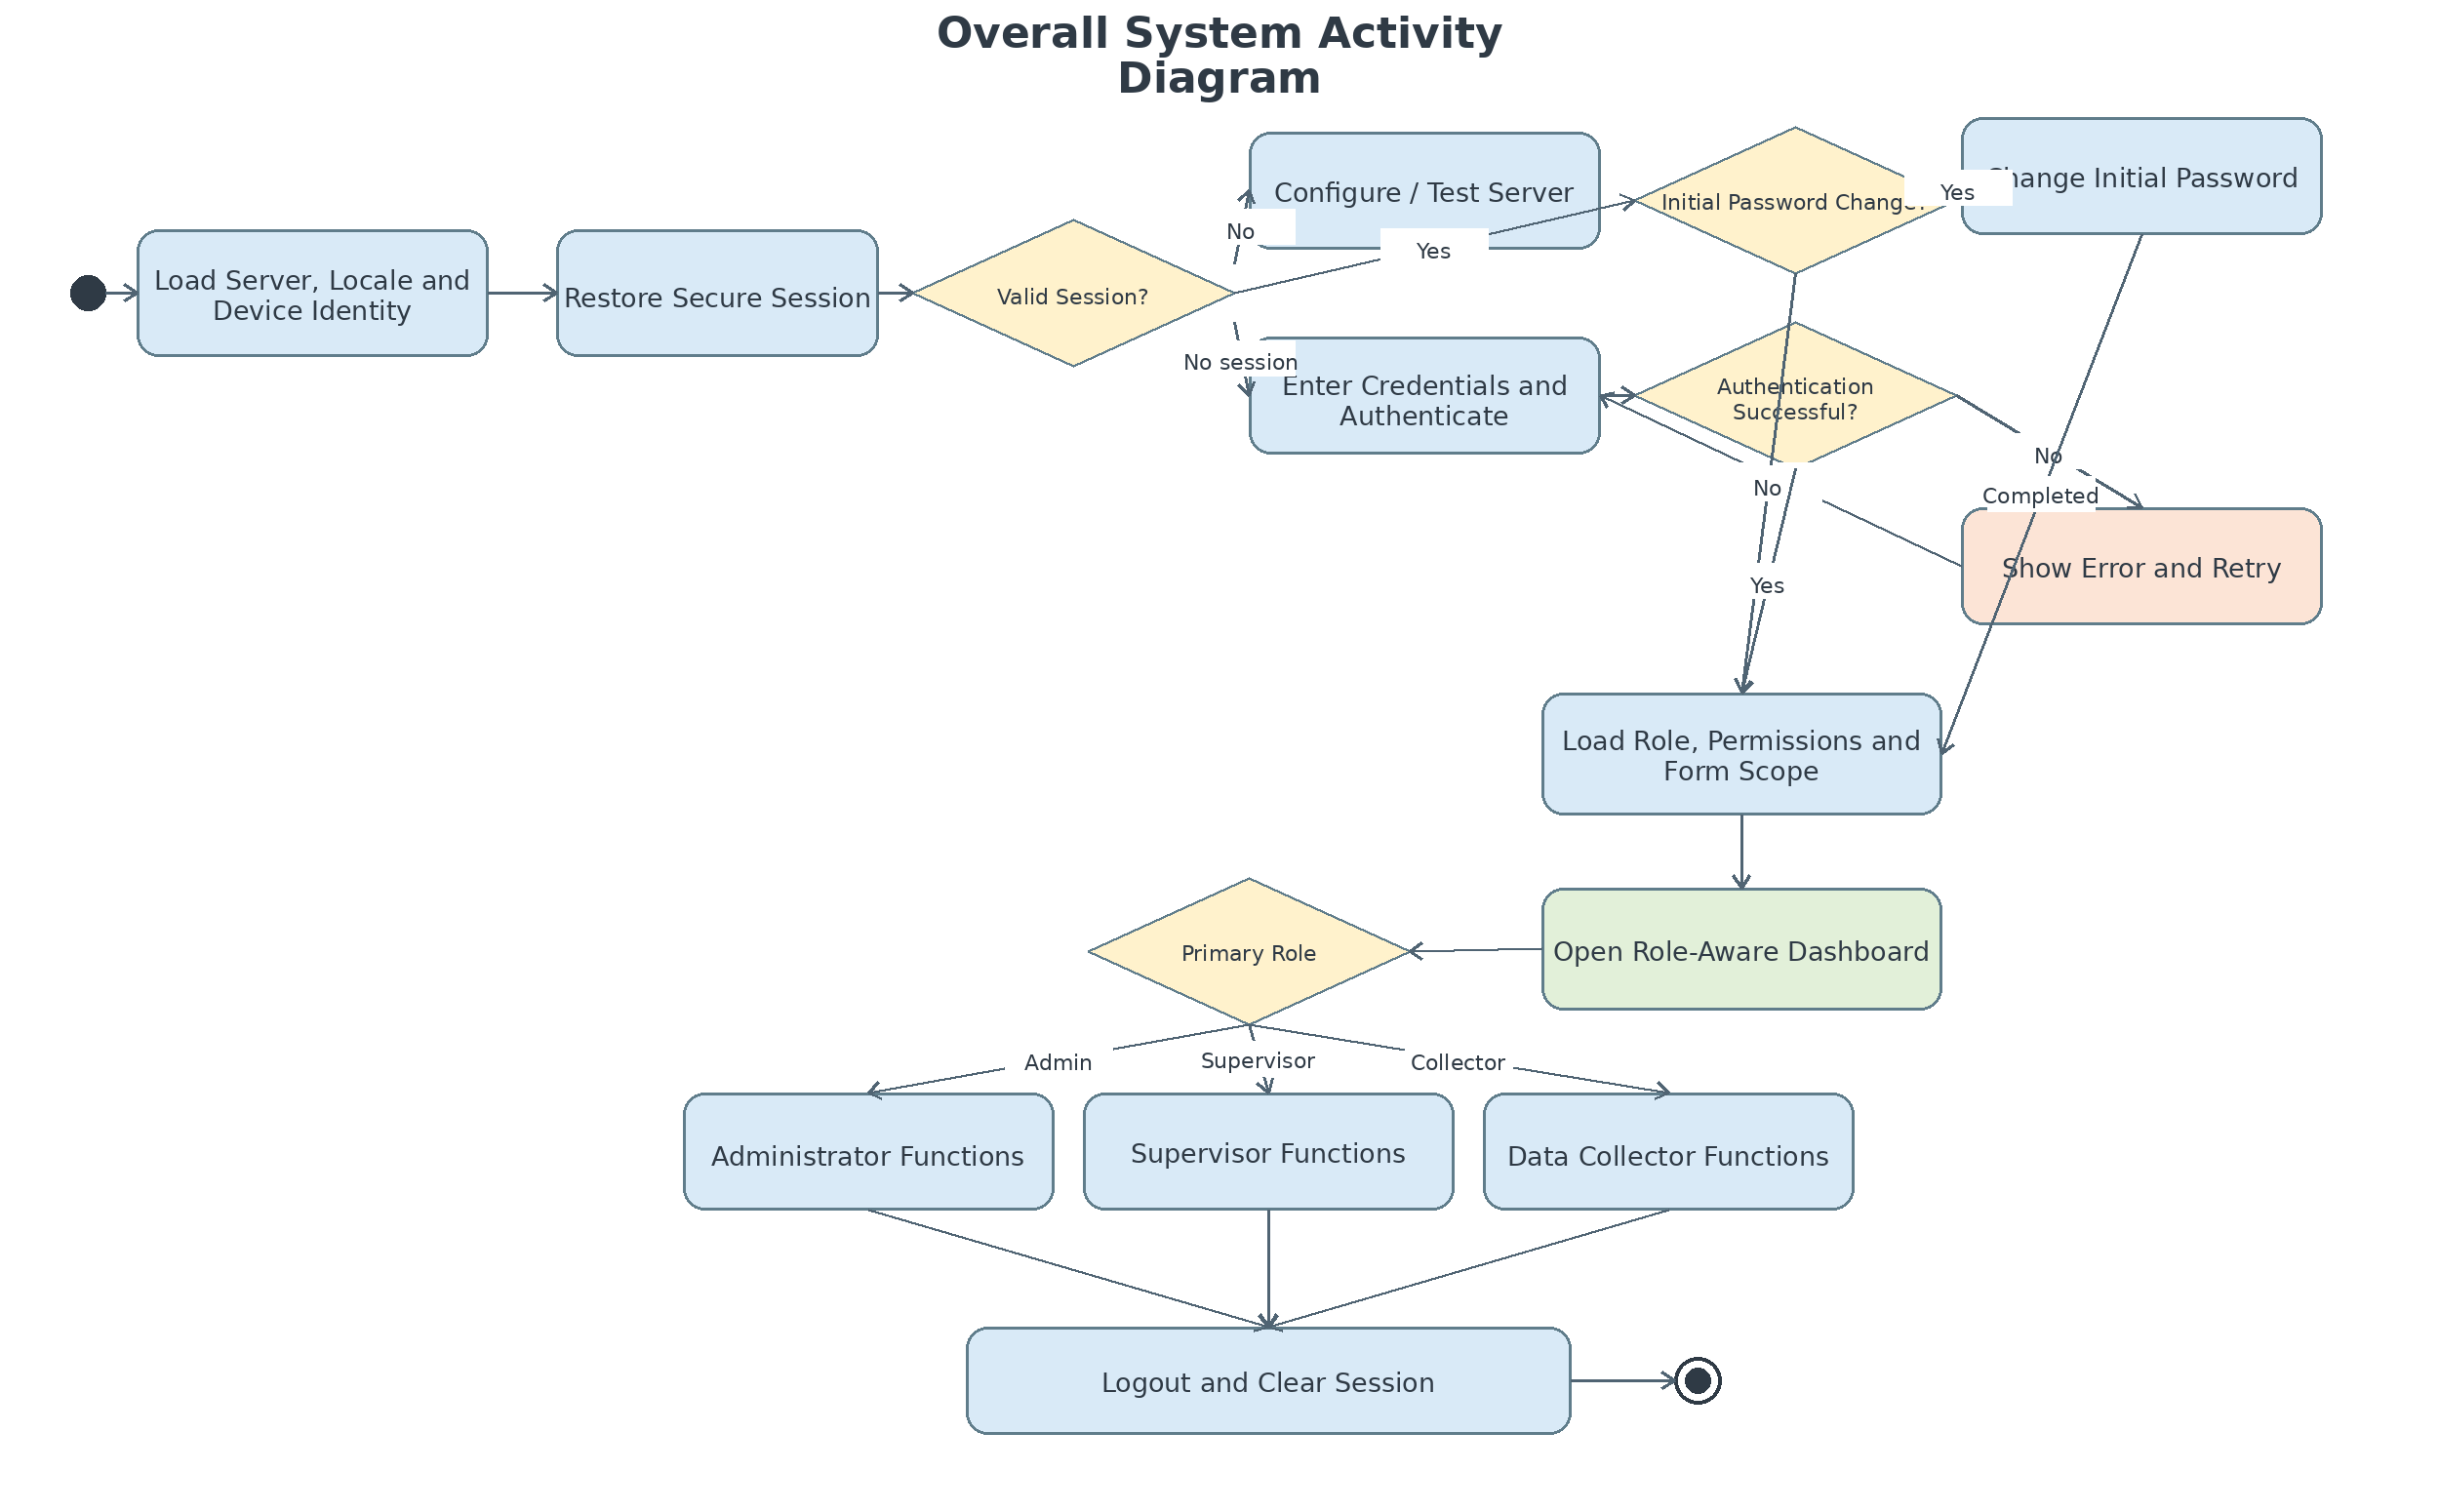 Overall System Activity
Diagram
Load Server, Locale and
Device Identity
Restore Secure Session
Valid Session?
No
Configure / Test Server
Yes
Initial Password Change?
Yes
Change Initial Password
No session
Enter Credentials and
Authenticate
Authentication
Successful?
No
Completed
No
Show Error and Retry
Yes
Load Role, Permissions and
Form Scope
Open Role-Aware Dashboard
Primary Role
Admin
Supervisor
Collector
Administrator Functions
Supervisor Functions
Data Collector Functions
Logout and Clear Session